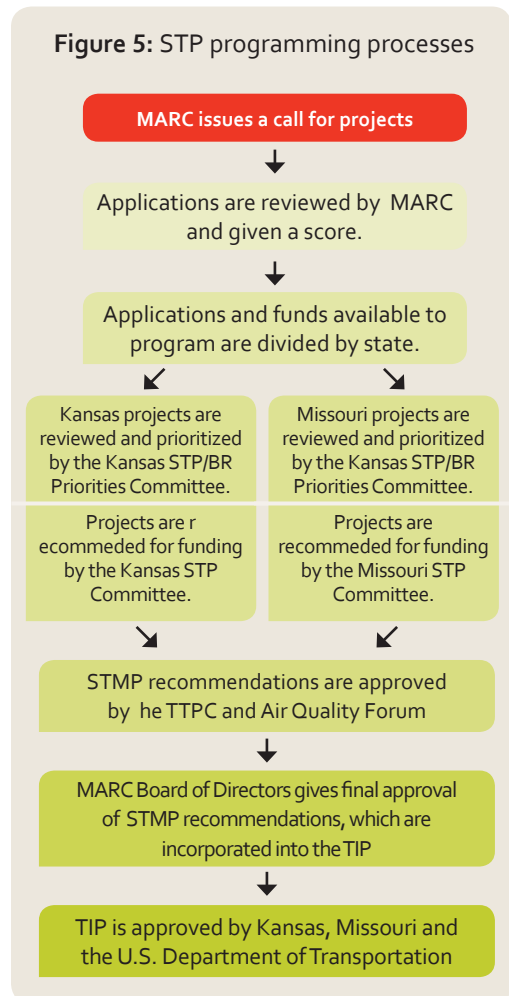 Figure 5: STP programming processes
MARC issues a call for projects
Applications are reviewed by MARC
and given a score.
Applications and funds available to
program are divided by state.
Kansas projects are
reviewed and prioritized
by the Kansas STP/BR
Priorities Committee.
Projects are r
ecommeded for funding
by the Kansas STP
Committee.
Missouri projects are
reviewed and prioritized
by the Kansas STP/BR
Priorities Committee.
Projects are
recommeded for funding
by the Missouri STP
Committee.
STMP recommendations are approved
by he TTPC and Air Quality Forum
MARC Board of Directors gives final approval
of STMP recommendations, which are
incorporated into the TIP
TIP is approved by Kansas, Missouri and
the U.S. Department of Transportation